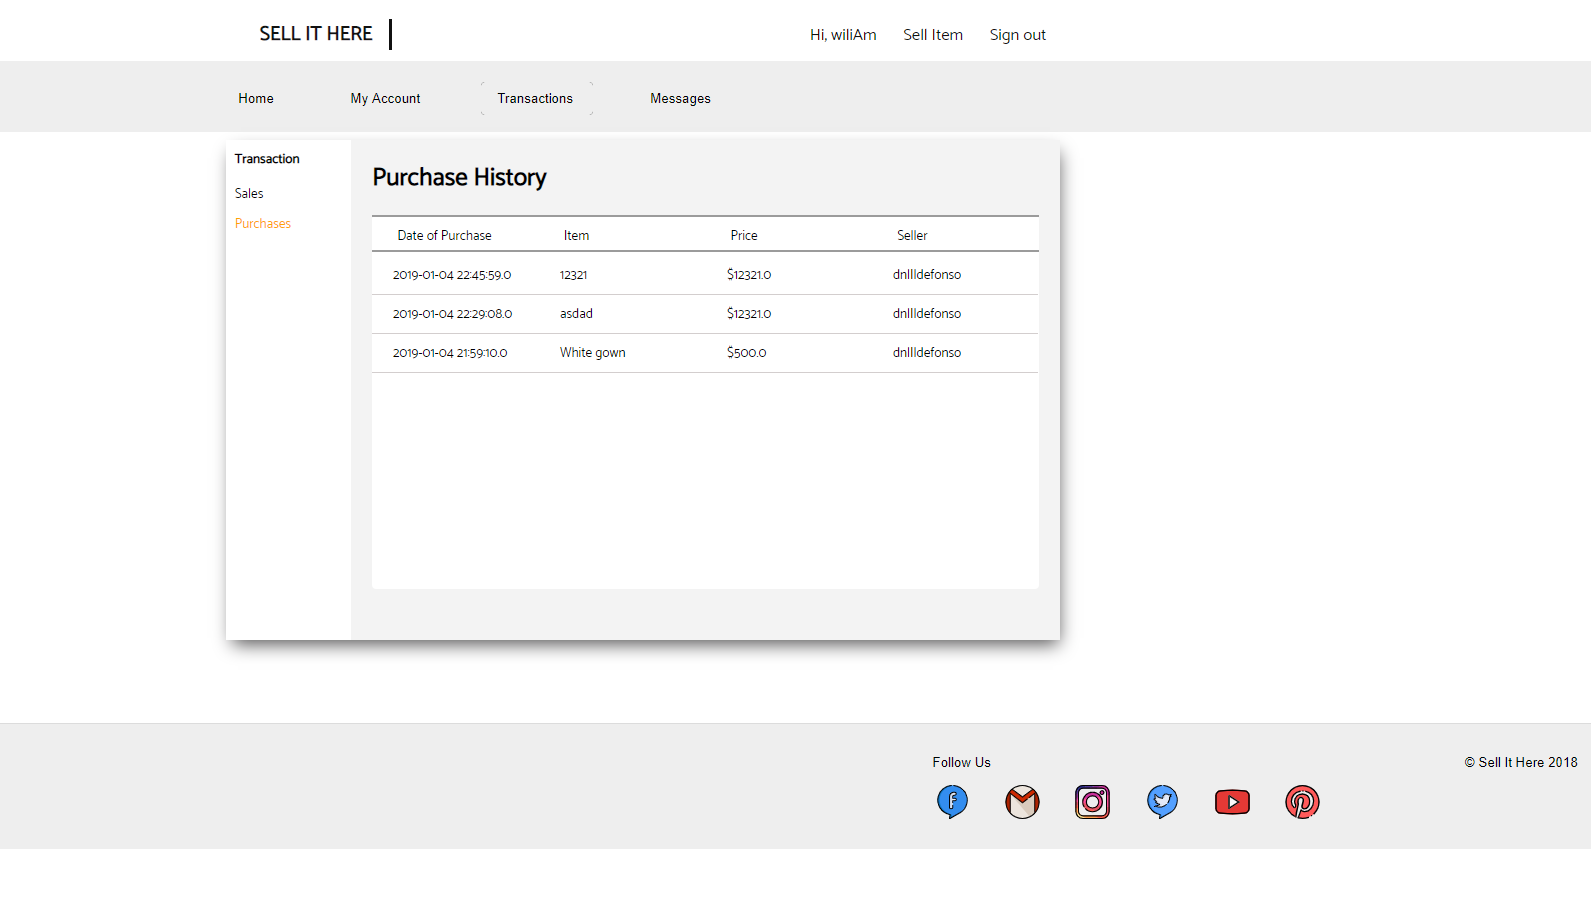 SELL IT HERE
Hi, wiliAm Sell Item Sign out
Home My Account Transactions Messages
Transaction
Sales
Purchases
Purchase History
Date of Purchase Item Price Seller
2019-01-04 22:45:59.0 12321 $12321.0 dnllldefonso
2019-01-04 22:29:08.0 asdad $12321.0 dnllldefonso
2019-01-04 21:59:10.0 White gown $500.0 dnllldefonso
Follow Us
© Sell It Here 2018